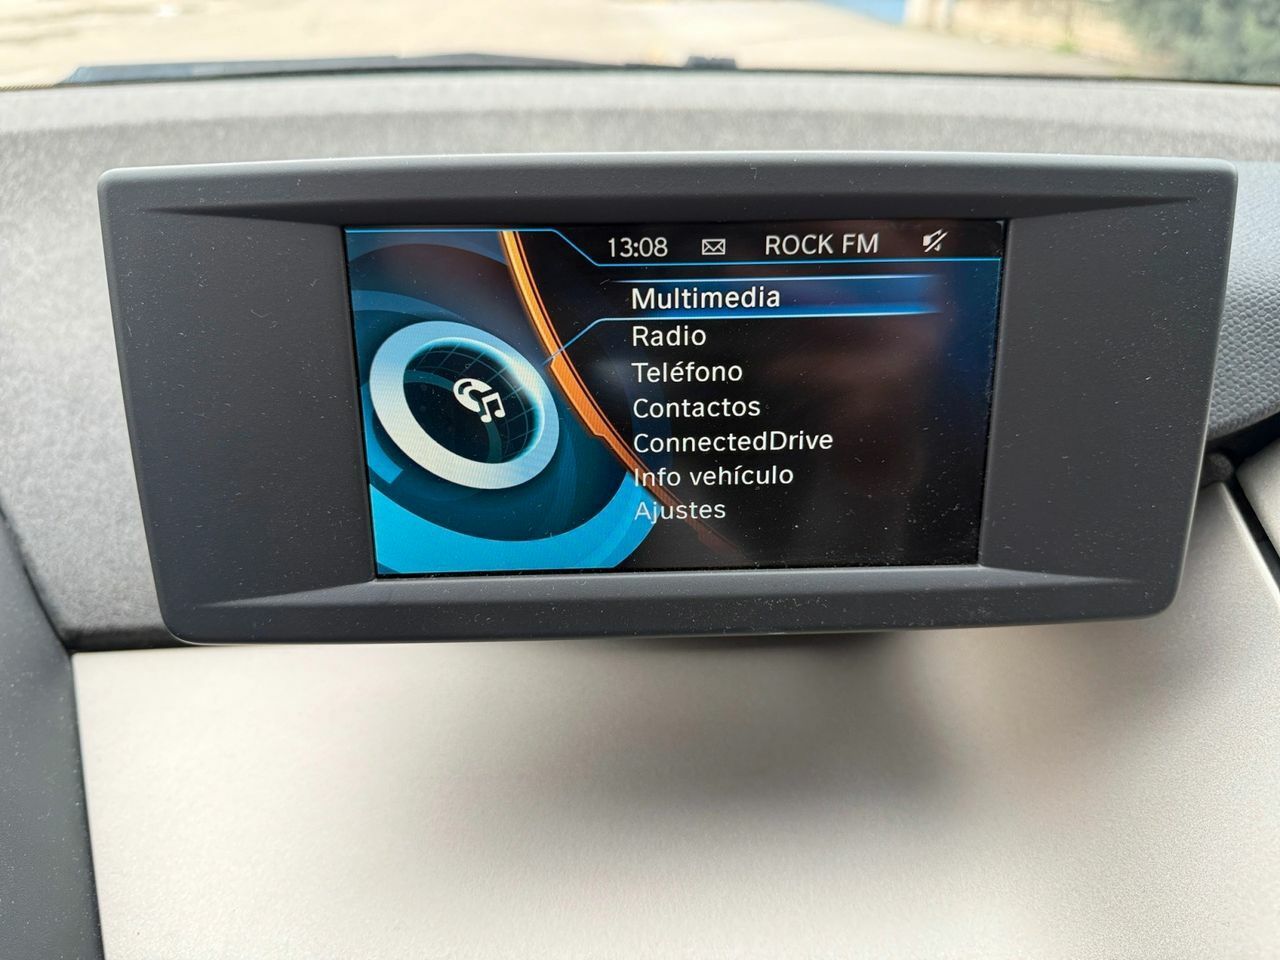 13:08 ROCK FM
Multimedia
Radio
Teléfono
Contactos
ConnectedDrive
Info vehículo
Ajustes